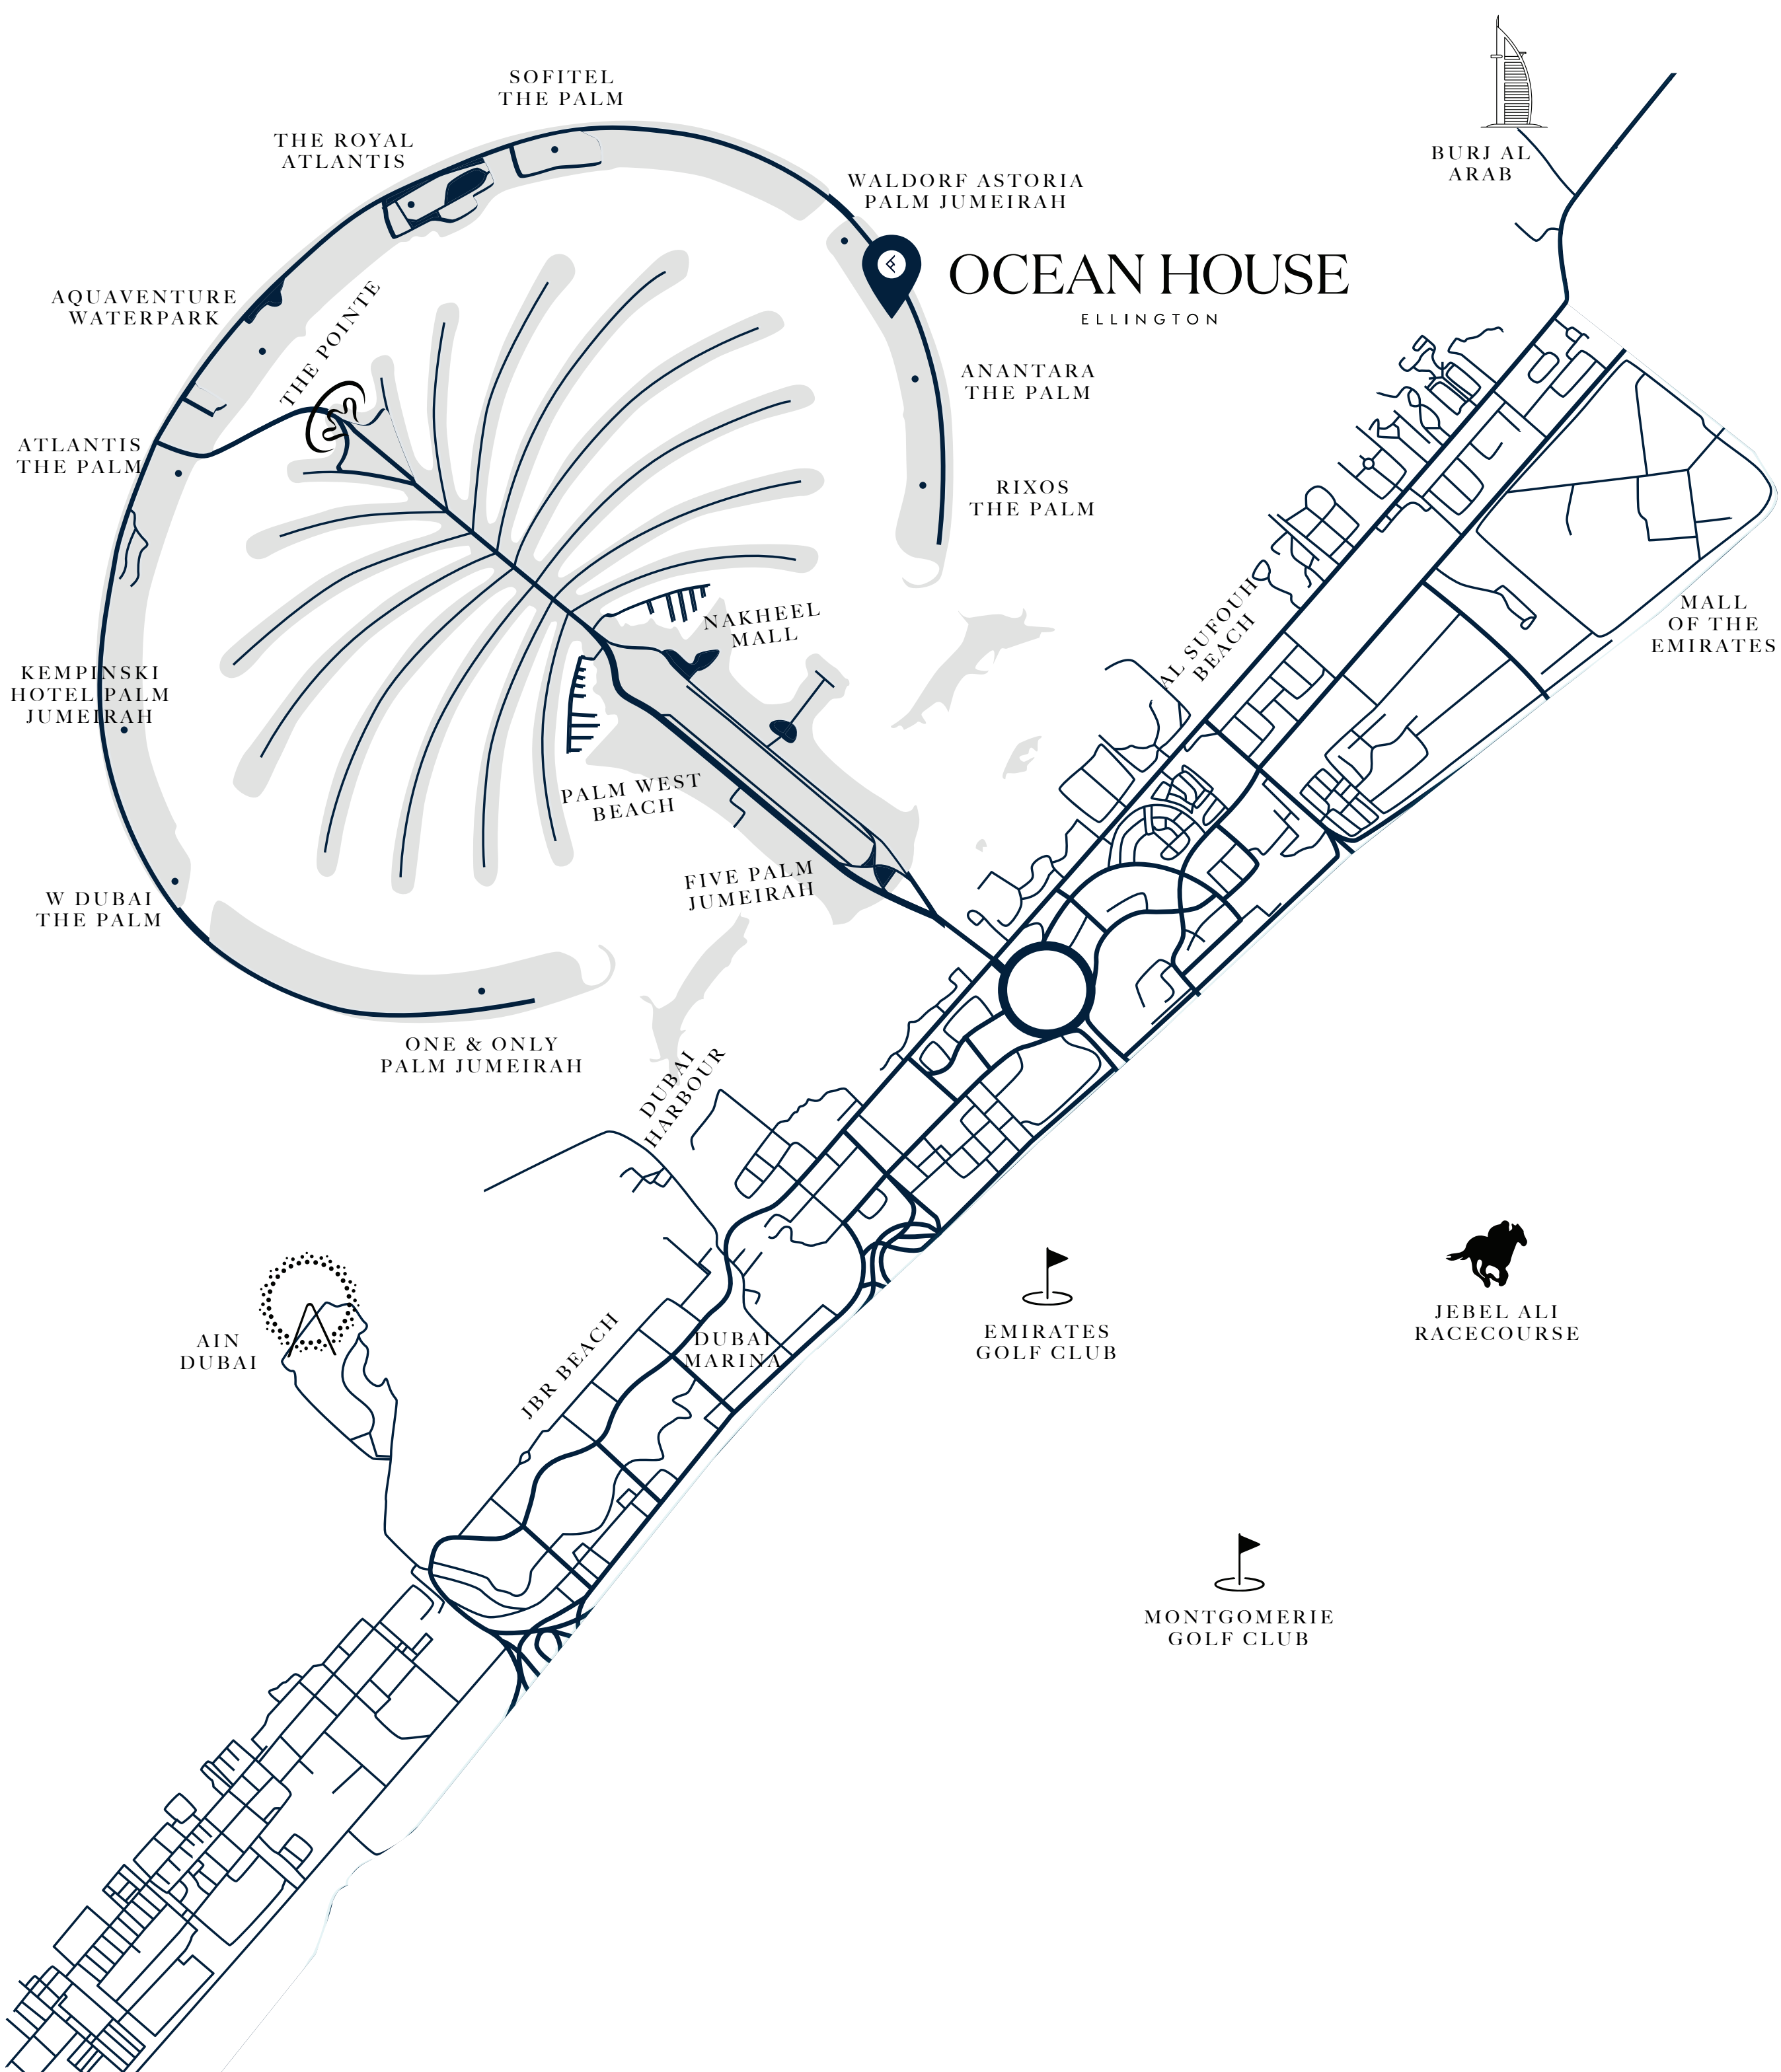 SOFITEL
THE PALM
THE ROYAL
ATLANTIS
BURJ AL
ARAB
WALDORF ASTORIA
PALM JUMEIRAH
OCEAN HOUSE
ELLINGTON
AQUAVENTURE
WATERPARK
THE POINTE
ANANTARA
THE PALM
ATLANTIS
THE PALM
RIXOS
THE PALM
NAKHEEL
MALL
AL SUFOUH
BEACH
MALL
OF THE
EMIRATES
KEMPINSKI
HOTEL PALM
JUMEIRAH
PALM WEST
BEACH
FIVE PALM
JUMEIRAH
W DUBAI
THE PALM
ONE & ONLY
PALM JUMEIRAH
DUBAI
HARBOUR
AIN
DUBAI
JBR BEACH
DUBAI
MARINA
EMIRATES
GOLF CLUB
JEBEL ALI
RACECOURSE
MONTGOMERIE
GOLF CLUB